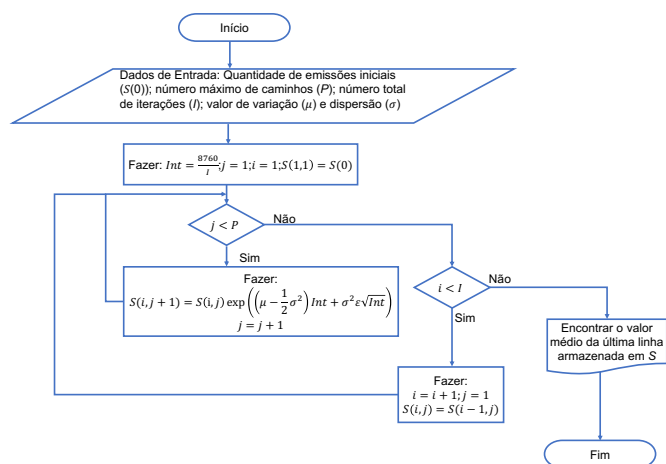 Início
Dados de Entrada: Quantidade de emissões iniciais
(S(0)); número máximo de caminhos (P); número total
de iterações (I); valor de variação (μ) e dispersão (σ)
Fazer: Int = 8760/I; j = 1; i = 1; S(1,1) = S(0)
j < P
Não
Sim
Fazer:
S(i, j + 1) = S(i, j) exp((μ − 1/2 σ²) Int + σ²ε√Int)
j = j + 1
i < I
Não
Sim
Fazer:
i = i + 1; j = 1
S(i, j) = S(i − 1, j)
Encontrar o valor
médio da última linha
armazenada em S
Fim